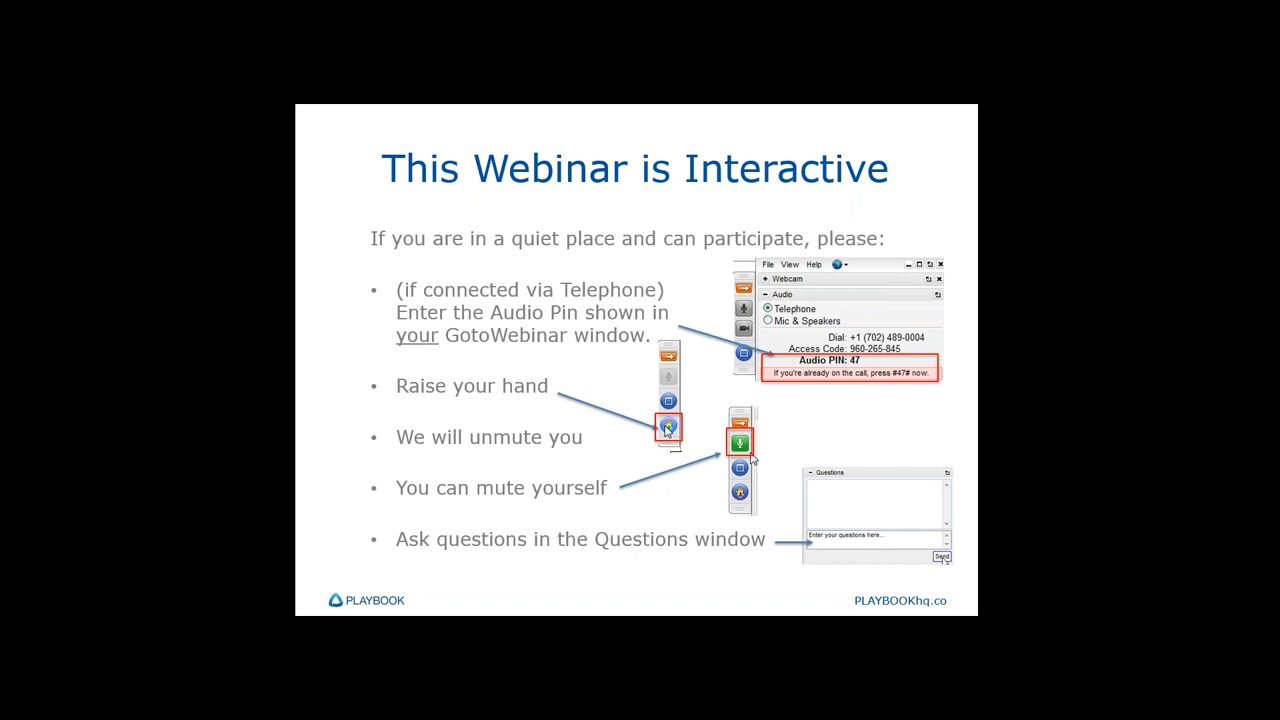 This Webinar is Interactive
If you are in a quiet place and can participate, please:
• (if connected via Telephone)
Enter the Audio Pin shown in
your GotoWebinar window.
• Raise your hand
• We will unmute you
• You can mute yourself
• Ask questions in the Questions window
File View Help
Webcam
Audio
Telephone
Mic & Speakers
Dial: +1 (702) 489-0004
Access Code: 960-265-845
Audio PIN: 47
If you're already on the call, press #47# now.
Questions
Enter your questions here...
Send
PLAYBOOK
PLAYBOOKhq.co